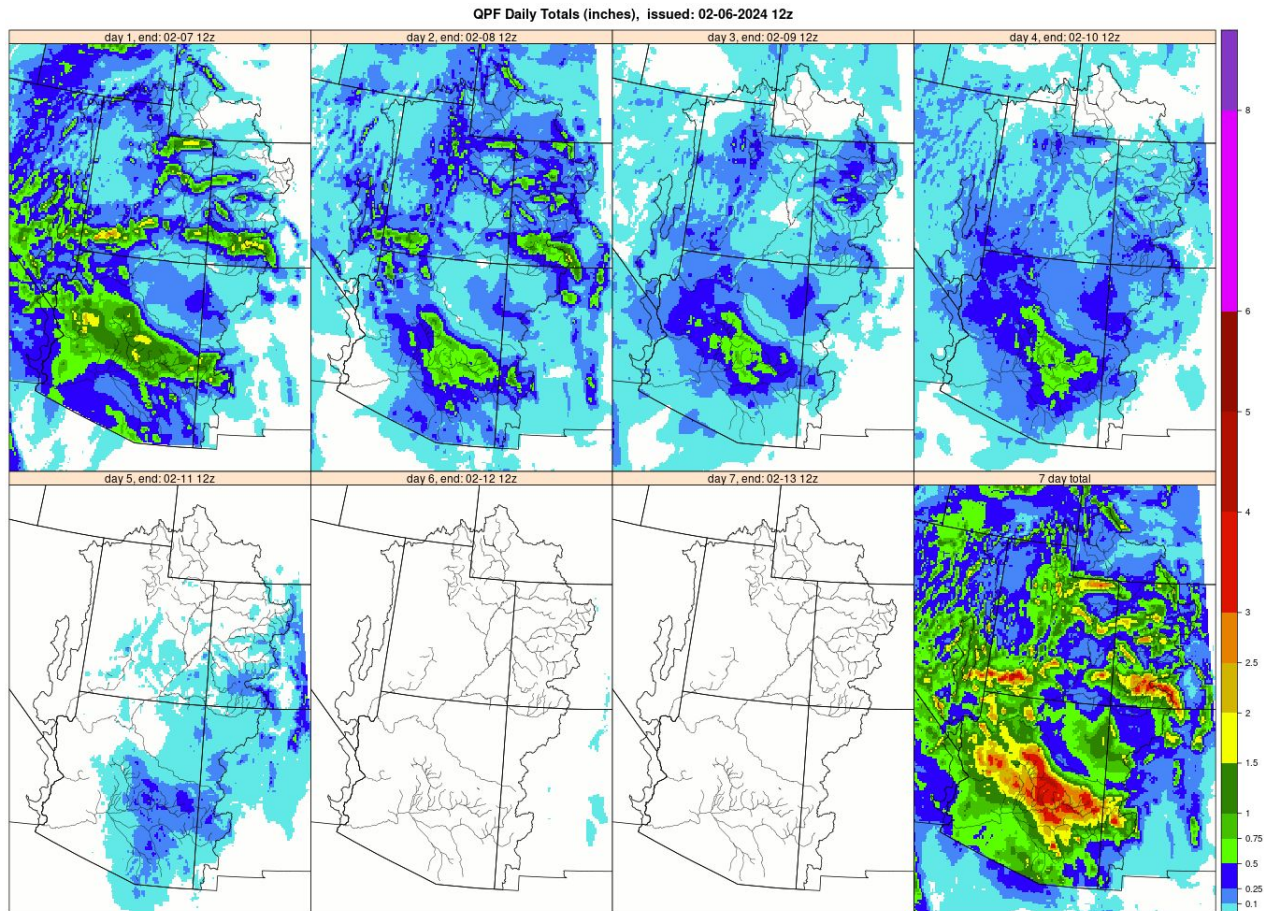 QPF Daily Totals (inches), issued: 02-06-2024 12z
day 1, end: 02-07 12z
day 2, end: 02-08 12z
day 3, end: 02-09 12z
day 4, end: 02-10 12z
day 5, end: 02-11 12z
day 6, end: 02-12 12z
day 7, end: 02-13 12z
7 day total
8
6
5
4
3
2.5
2
1.5
1
0.75
0.5
0.25
0.1